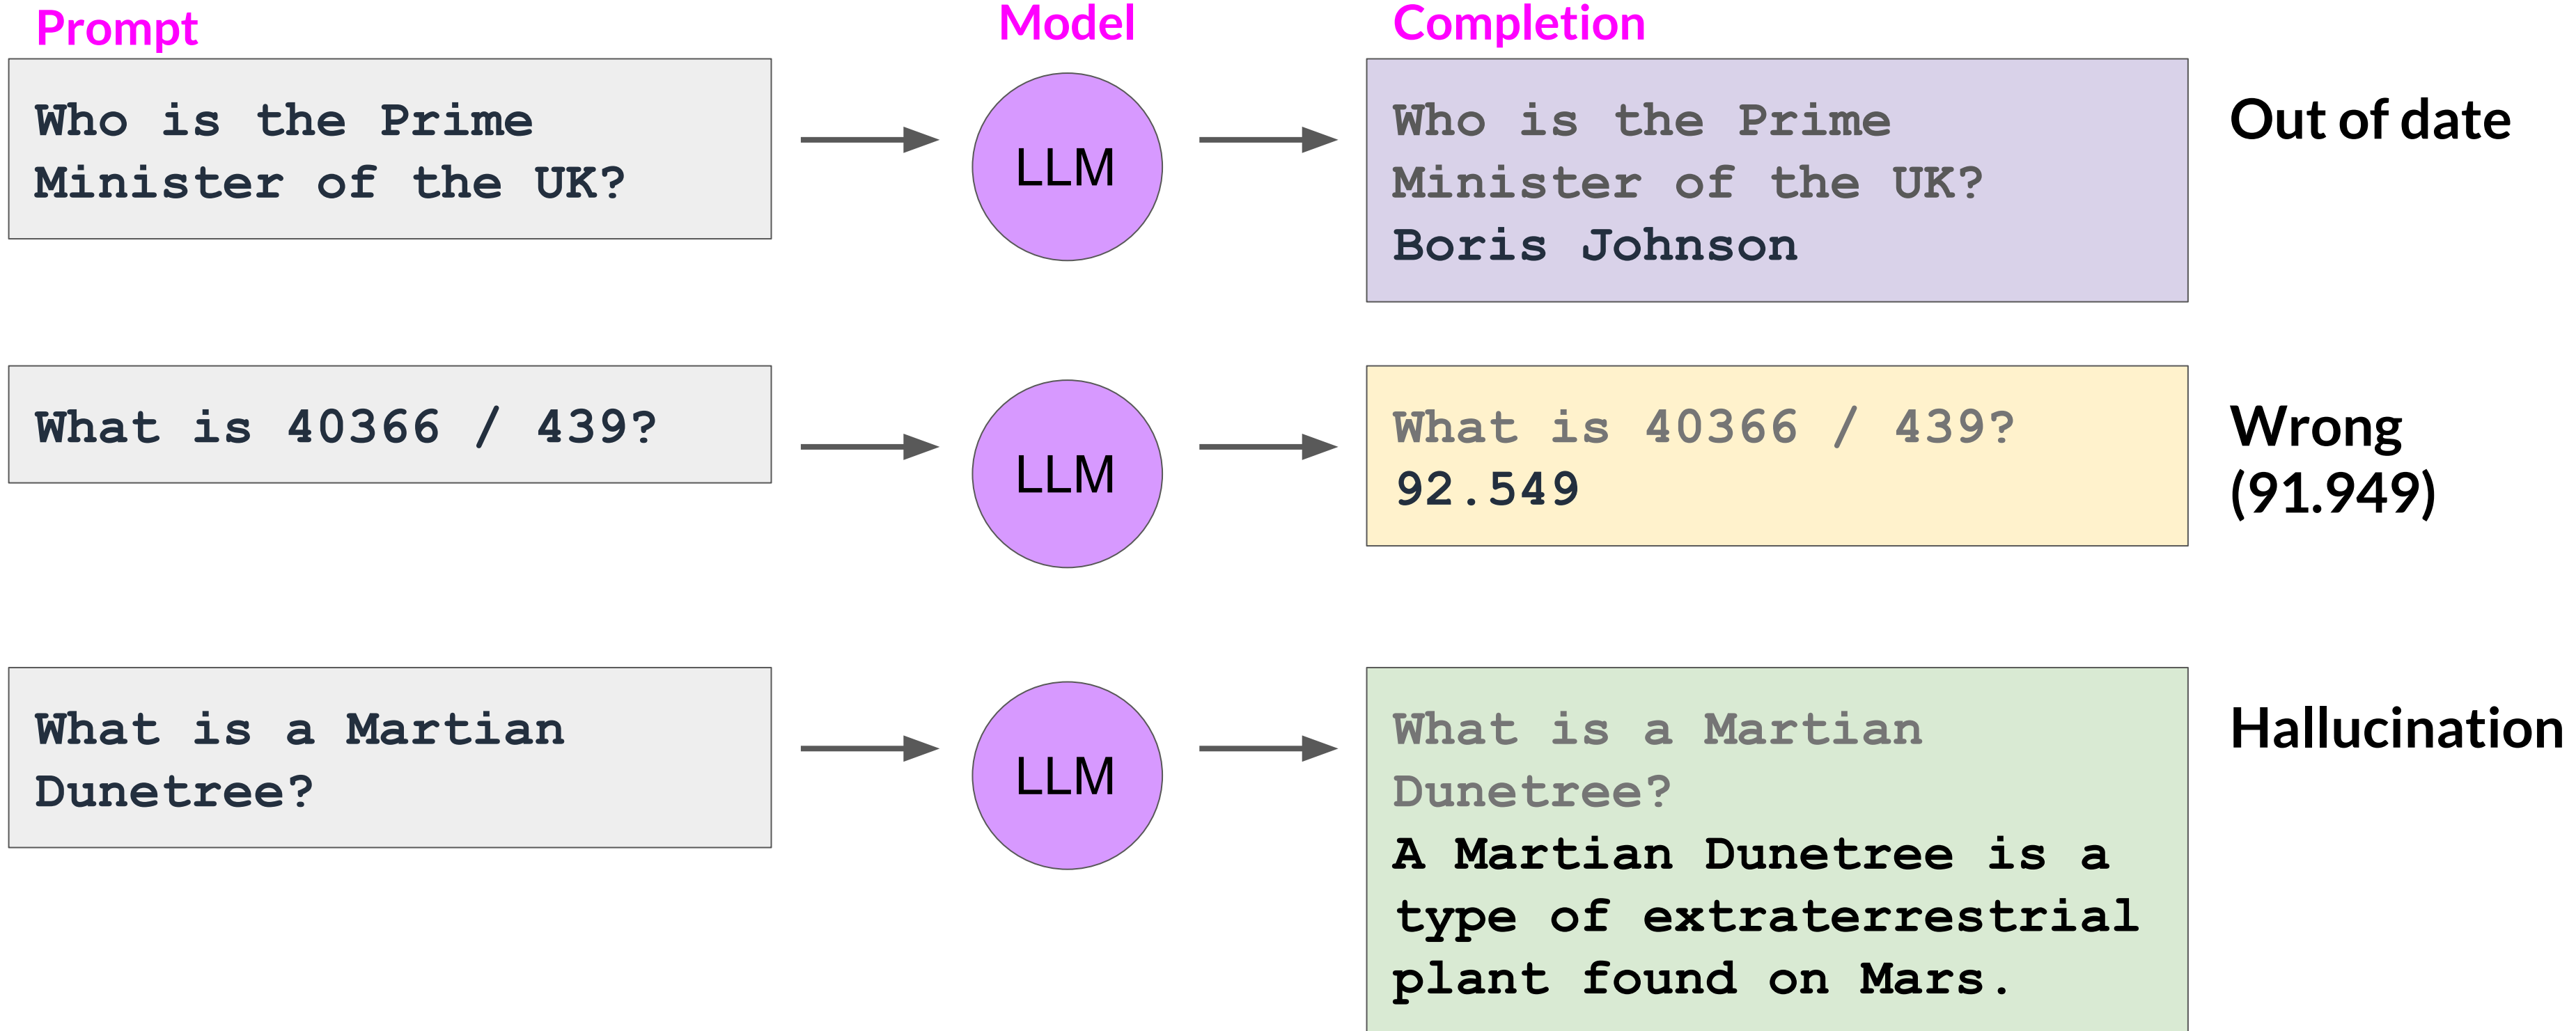 Prompt
Model
Completion
Who is the Prime
Minister of the UK?
LLM
Who is the Prime
Minister of the UK?
Boris Johnson
Out of date
What is 40366 / 439?
LLM
What is 40366 / 439?
92.549
Wrong
(91.949)
What is a Martian
Dunetree?
LLM
What is a Martian
Dunetree?
A Martian Dunetree is a
type of extraterrestrial
plant found on Mars.
Hallucination